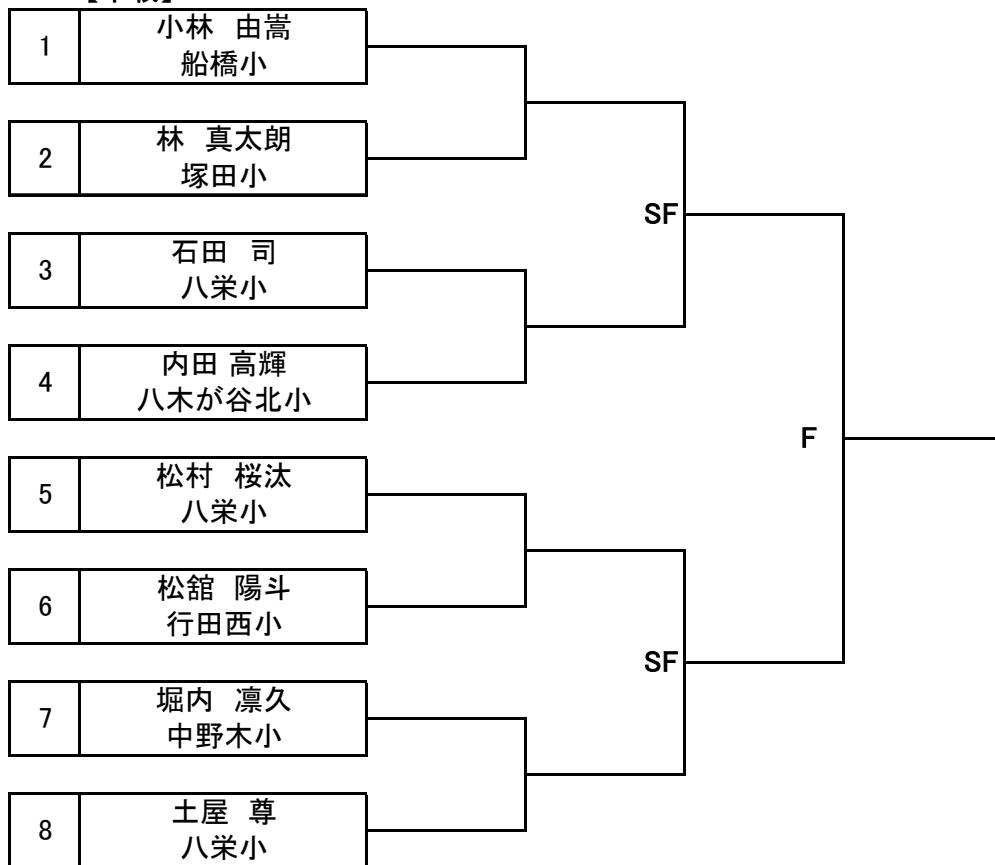 1
小林 由嵩
船橋小
2
林 真太朗
塚田小
SF
3
石田 司
八栄小
4
内田 高輝
八木が谷北小
F
5
松村 桜汰
八栄小
6
松舘 陽斗
行田西小
SF
7
堀内 凛久
中野木小
8
土屋 尊
八栄小